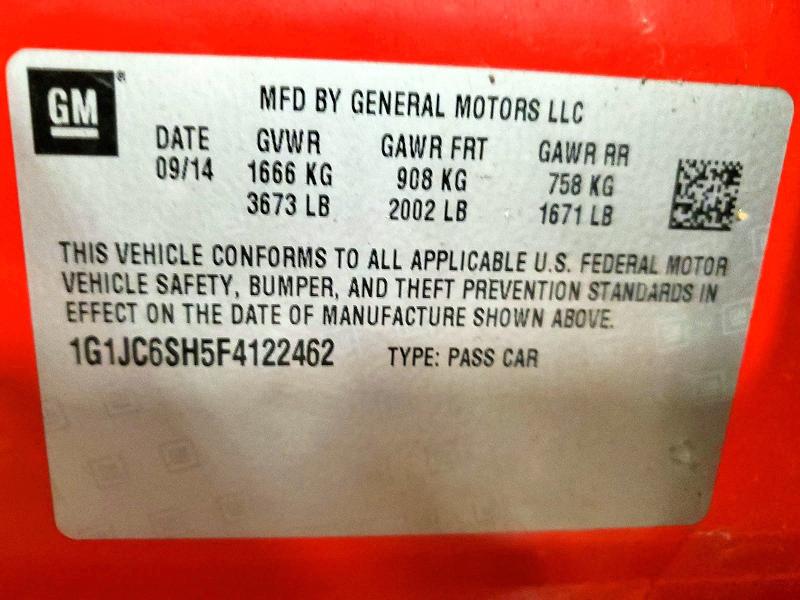 GM
MFD BY GENERAL MOTORS LLC
DATE GVWR GAWR FRT GAWR RR
09/14 1666 KG 908 KG 758 KG
3673 LB 2002 LB 1671 LB
THIS VEHICLE CONFORMS TO ALL APPLICABLE U.S. FEDERAL MOTOR
VEHICLE SAFETY, BUMPER, AND THEFT PREVENTION STANDARDS IN
EFFECT ON THE DATE OF MANUFACTURE SHOWN ABOVE.
1G1JC6SH5F4122462 TYPE: PASS CAR